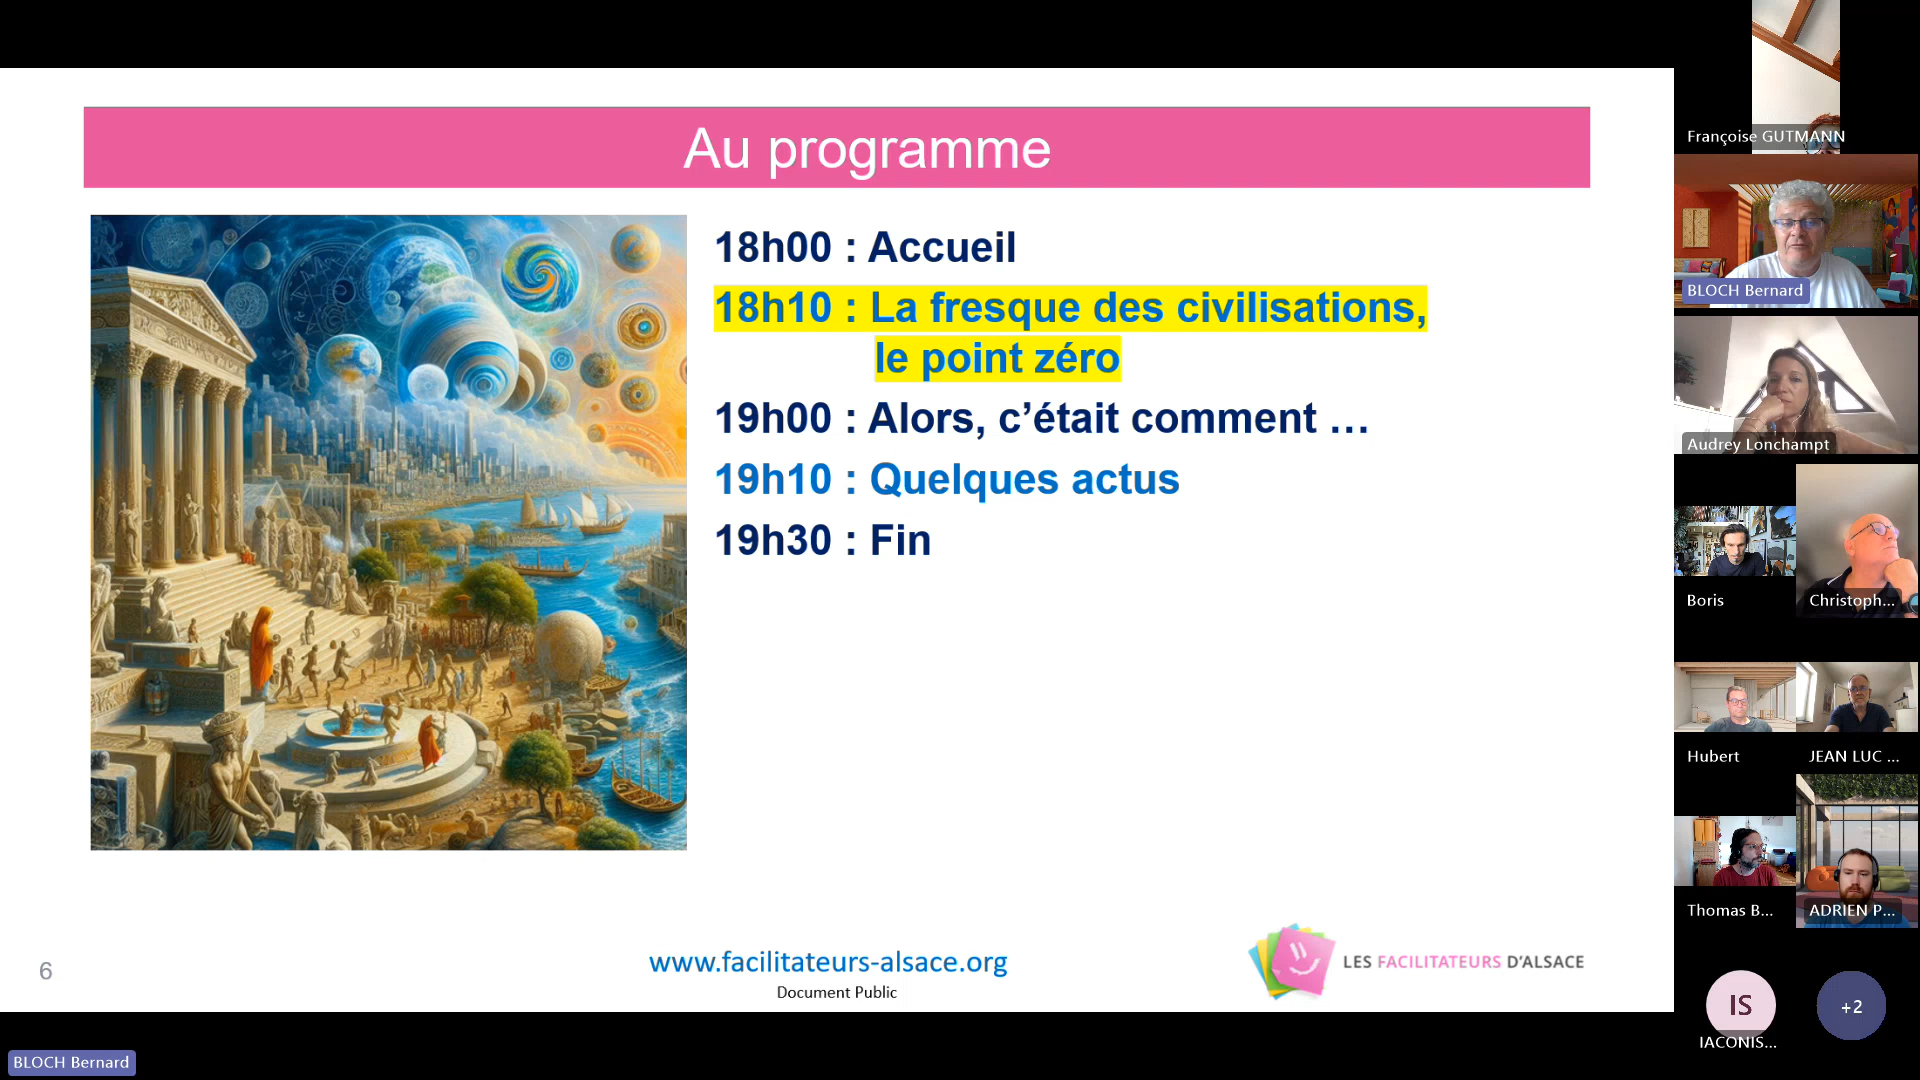 Au programme
18h00 : Accueil
18h10 : La fresque des civilisations,
le point zéro
19h00 : Alors, c’était comment …
19h10 : Quelques actus
19h30 : Fin
6
www.facilitateurs-alsace.org
Document Public
LES FACILITATEURS D'ALSACE
BLOCH Bernard
Françoise GUTMANN
BLOCH Bernard
Audrey Lonchampt
Boris
Christoph...
Hubert
JEAN LUC ...
Thomas B...
ADRIEN P...
IS
IACONIS...
+2